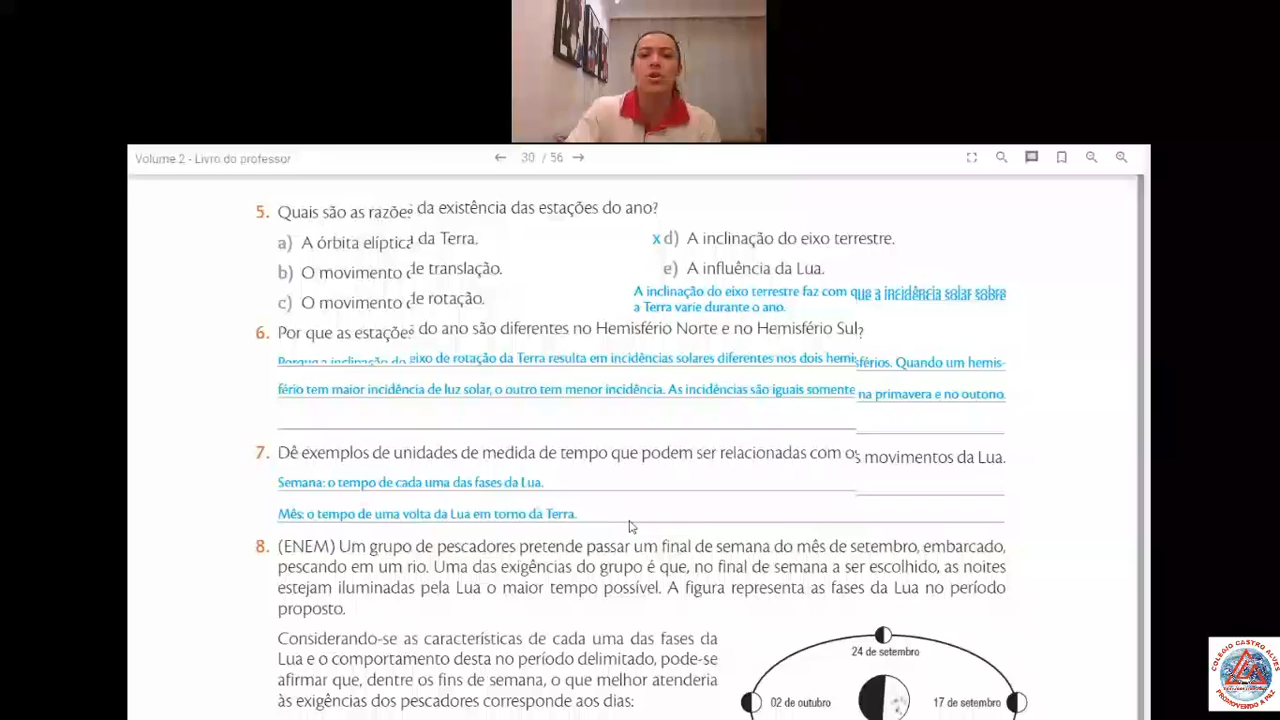 Volume 2 - Livro do professor
30 / 56
5. Quais são as razões da existência das estações do ano?
a) A órbita elíptica da Terra.
b) O movimento de translação.
c) O movimento de rotação.
x d) A inclinação do eixo terrestre.
e) A influência da Lua.
A inclinação do eixo terrestre faz com que a incidência solar sobre
a Terra varie durante o ano.
6. Por que as estações do ano são diferentes no Hemisfério Norte e no Hemisfério Sul?
Porque a inclinação do eixo de rotação da Terra resulta em incidências solares diferentes nos dois hemisférios. Quando um hemis-
fério tem maior incidência de luz solar, o outro tem menor incidência. As incidências são iguais somente na primavera e no outono.
7. Dê exemplos de unidades de medida de tempo que podem ser relacionadas com os movimentos da Lua.
Semana: o tempo de cada uma das fases da Lua.
Mês: o tempo de uma volta da Lua em torno da Terra.
8. (ENEM) Um grupo de pescadores pretende passar um final de semana do mês de setembro, embarcado,
pescando em um rio. Uma das exigências do grupo é que, no final de semana a ser escolhido, as noites
estejam iluminadas pela Lua o maior tempo possível. A figura representa as fases da Lua no período
proposto.
Considerando-se as características de cada uma das fases da
Lua e o comportamento desta no período delimitado, pode-se
afirmar que, dentre os fins de semana, o que melhor atenderia
às exigências dos pescadores corresponde aos dias:
24 de setembro
02 de outubro
17 de setembro
COLÉGIO CASTRO ALVES
PROMOVENDO A PAZ